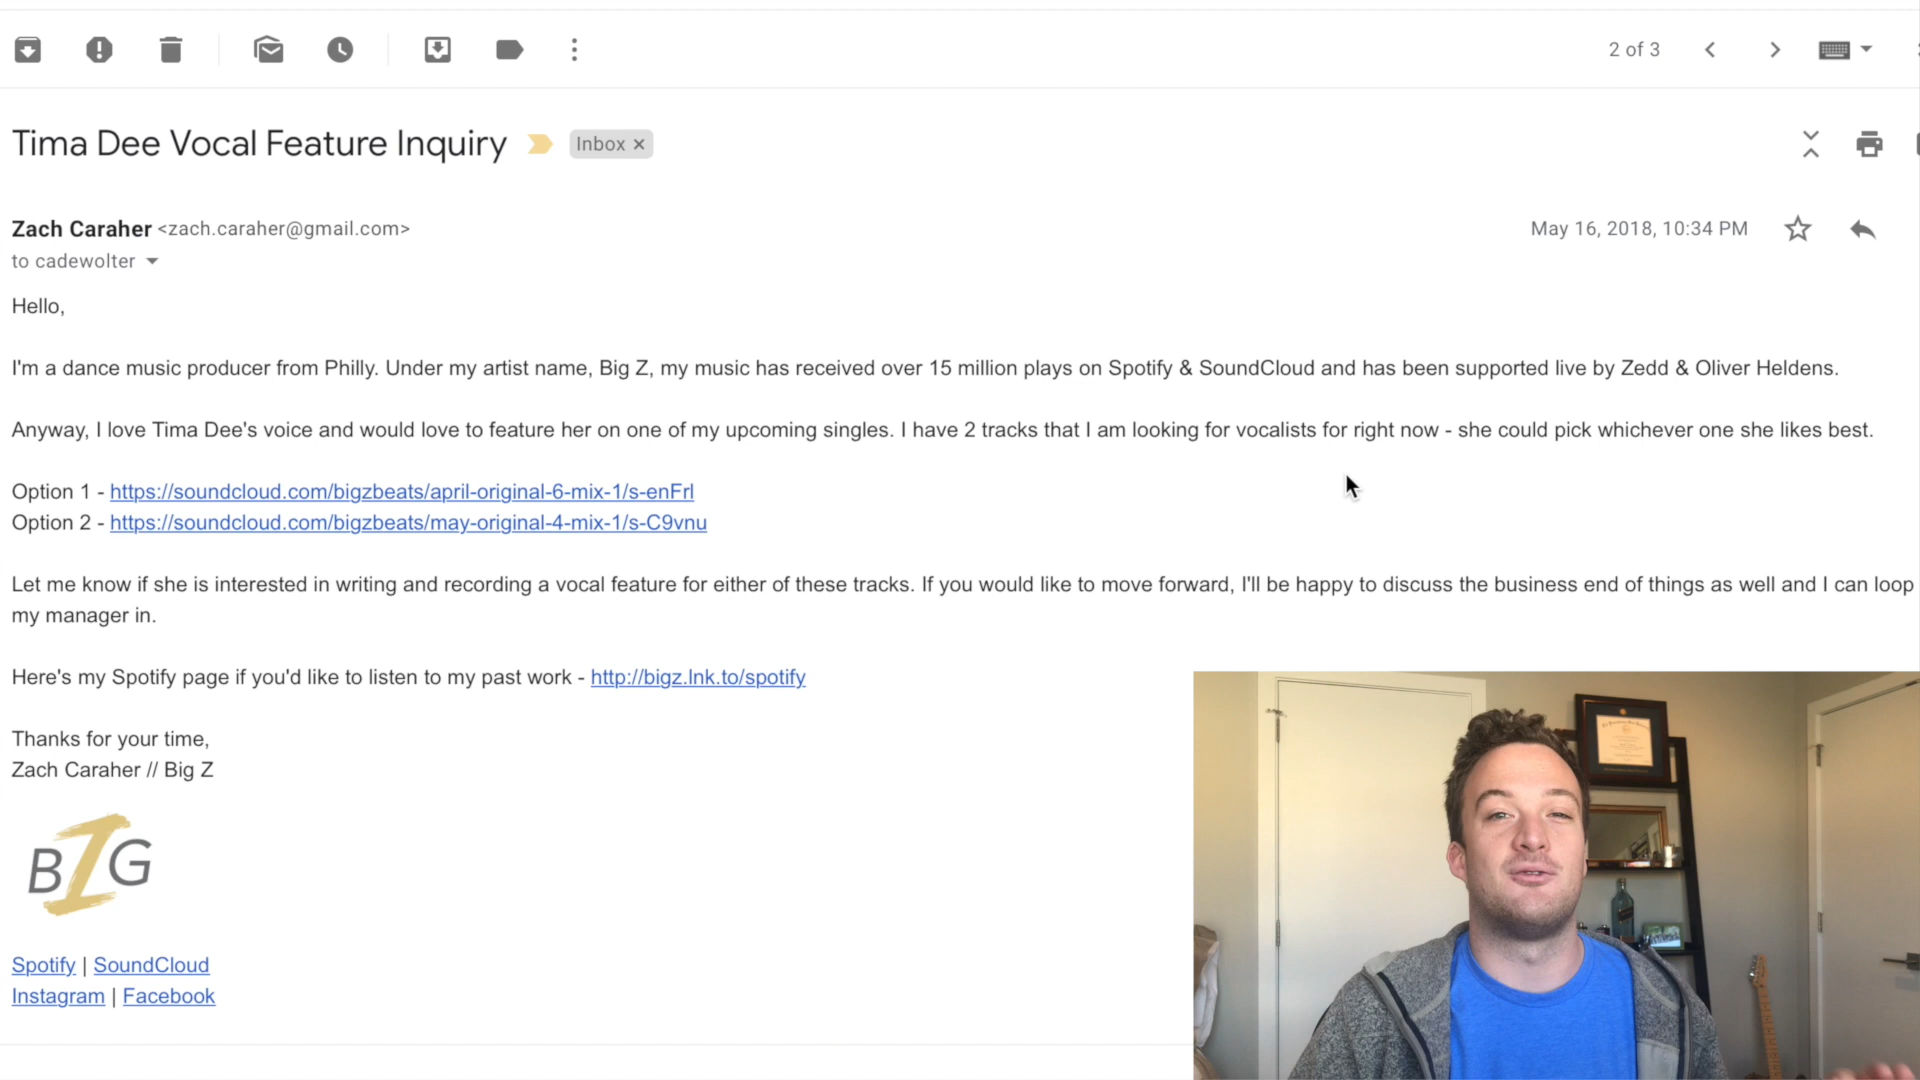 2 of 3
Tima Dee Vocal Feature Inquiry
Inbox ×
Zach Caraher <zach.caraher@gmail.com>
May 16, 2018, 10:34 PM
to cadewolter
Hello,
I'm a dance music producer from Philly. Under my artist name, Big Z, my music has received over 15 million plays on Spotify & SoundCloud and has been supported live by Zedd & Oliver Heldens.
Anyway, I love Tima Dee's voice and would love to feature her on one of my upcoming singles. I have 2 tracks that I am looking for vocalists for right now - she could pick whichever one she likes best.
Option 1 - https://soundcloud.com/bigzbeats/april-original-6-mix-1/s-enFrl
Option 2 - https://soundcloud.com/bigzbeats/may-original-4-mix-1/s-C9vnu
Let me know if she is interested in writing and recording a vocal feature for either of these tracks. If you would like to move forward, I'll be happy to discuss the business end of things as well and I can loop
my manager in.
Here's my Spotify page if you'd like to listen to my past work - http://bigz.lnk.to/spotify
Thanks for your time,
Zach Caraher // Big Z
BIG
Spotify | SoundCloud
Instagram | Facebook